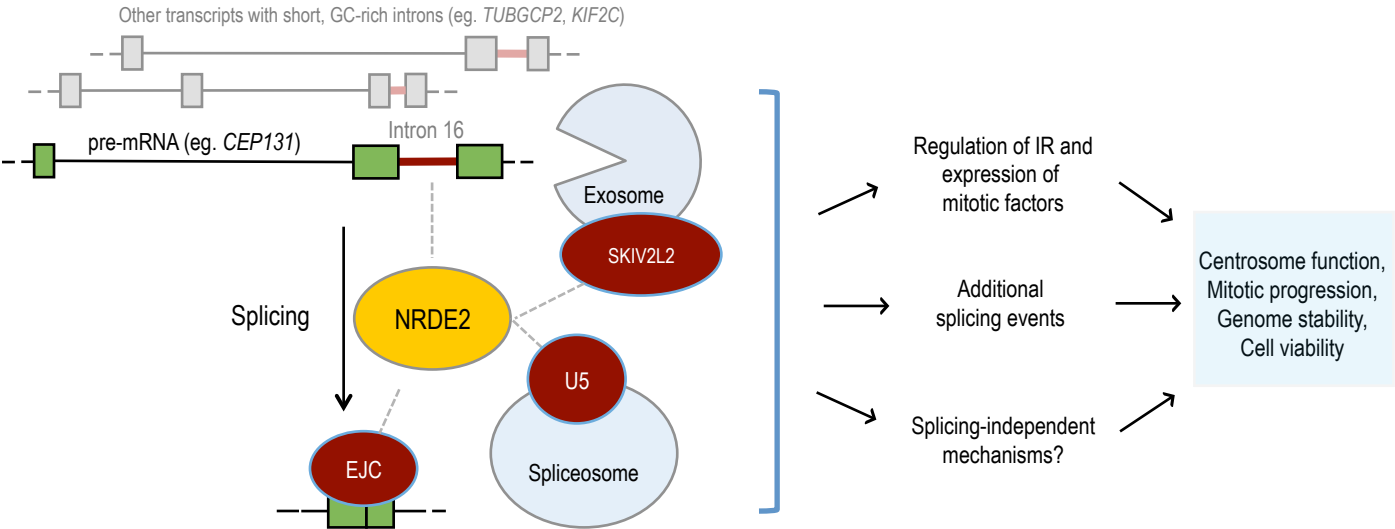 Other transcripts with short, GC-rich introns (eg. TUBGCP2, KIF2C)
pre-mRNA (eg. CEP131)
Intron 16
Exosome
SKIV2L2
Splicing
NRDE2
U5
EJC
Spliceosome
Regulation of IR and
expression of
mitotic factors
Additional
splicing events
Splicing-independent
mechanisms?
Centrosome function,
Mitotic progression,
Genome stability,
Cell viability